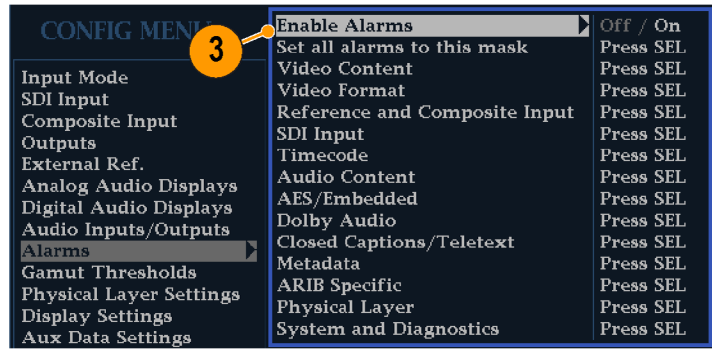 CONFIG MEN
3
Input Mode
SDI Input
Composite Input
Outputs
External Ref.
Analog Audio Displays
Digital Audio Displays
Audio Inputs/Outputs
Alarms
Gamut Thresholds
Physical Layer Settings
Display Settings
Aux Data Settings
Enable Alarms Off / On
Set all alarms to this mask Press SEL
Video Content Press SEL
Video Format Press SEL
Reference and Composite Input Press SEL
SDI Input Press SEL
Timecode Press SEL
Audio Content Press SEL
AES/Embedded Press SEL
Dolby Audio Press SEL
Closed Captions/Teletext Press SEL
Metadata Press SEL
ARIB Specific Press SEL
Physical Layer Press SEL
System and Diagnostics Press SEL